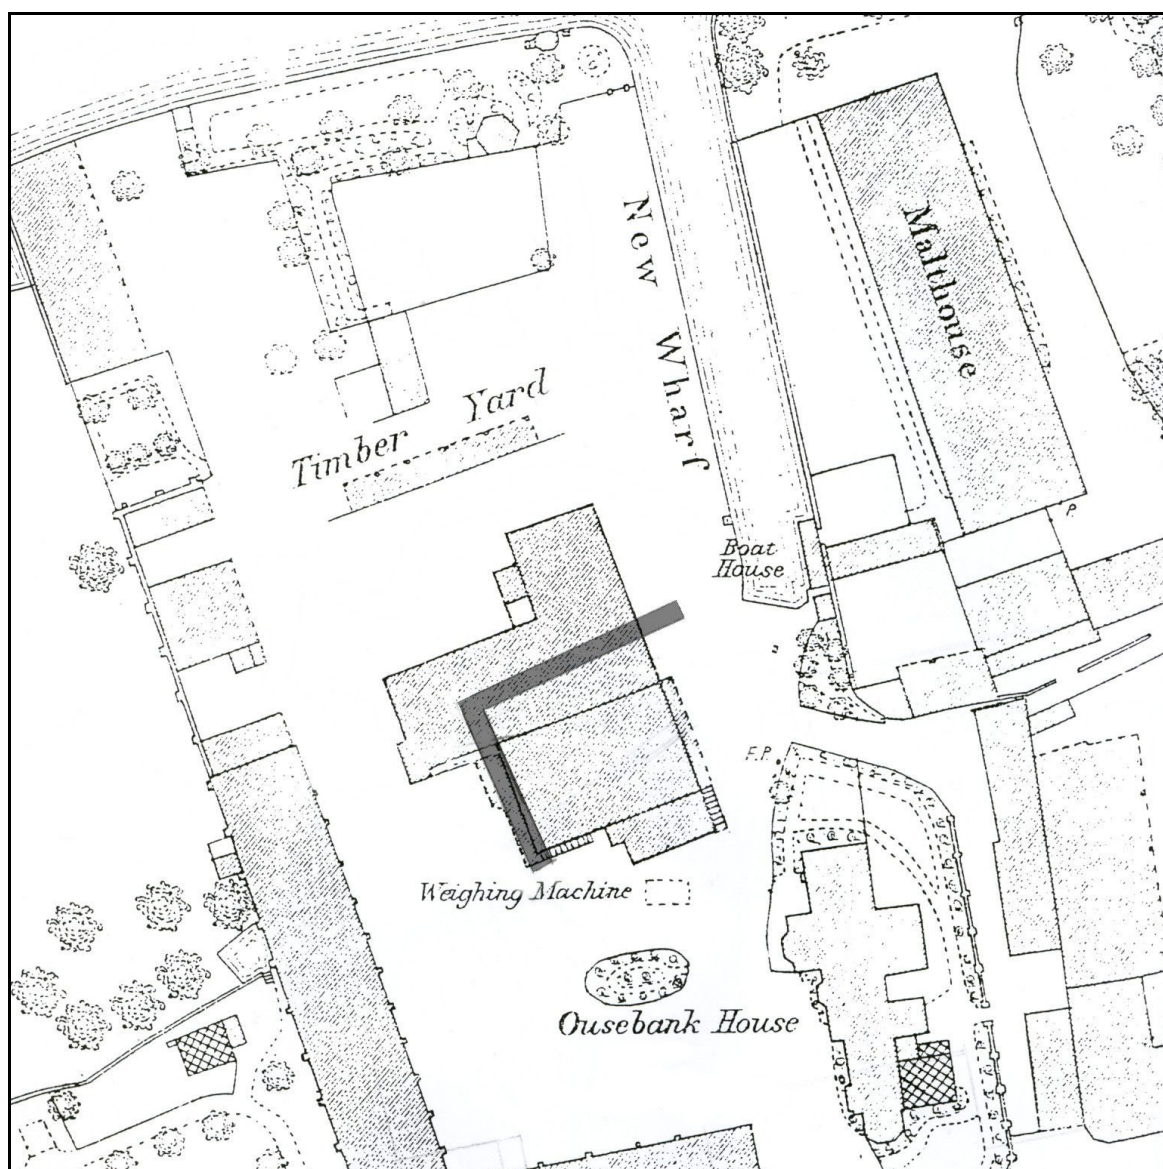 New Wharf
Malthouse
Timber Yard
P.
Boat
House
F.P.
Weighing Machine
Ousebank House